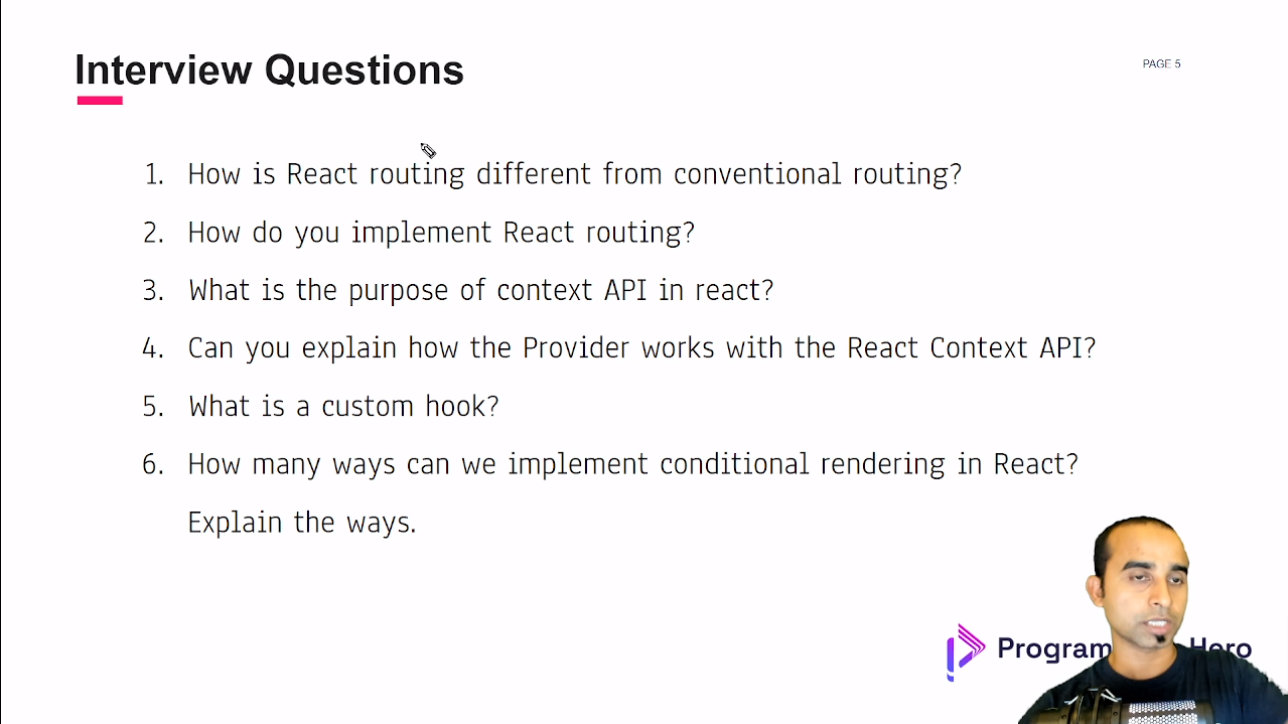 Interview Questions
PAGE 5
1. How is React routing different from conventional routing?
2. How do you implement React routing?
3. What is the purpose of context API in react?
4. Can you explain how the Provider works with the React Context API?
5. What is a custom hook?
6. How many ways can we implement conditional rendering in React?
Explain the ways.